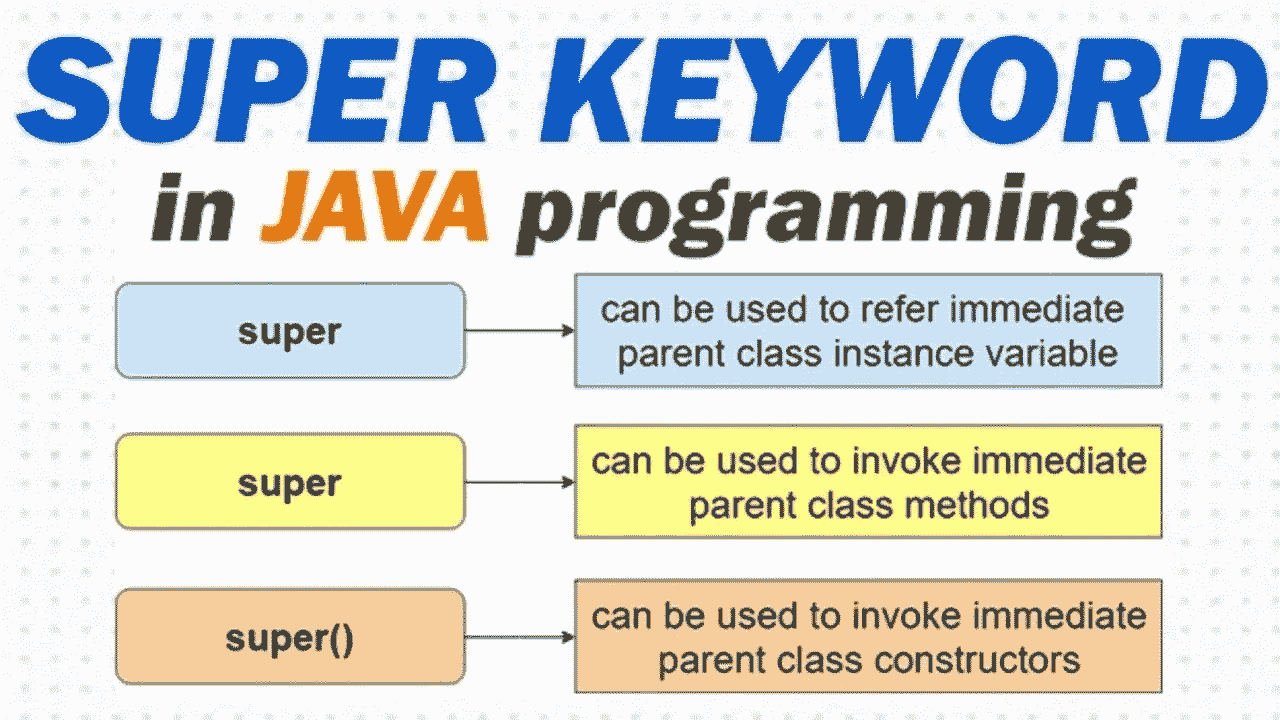 SUPER KEYWORD
in JAVA programming
super
can be used to refer immediate
parent class instance variable
super
can be used to invoke immediate
parent class methods
super()
can be used to invoke immediate
parent class constructors